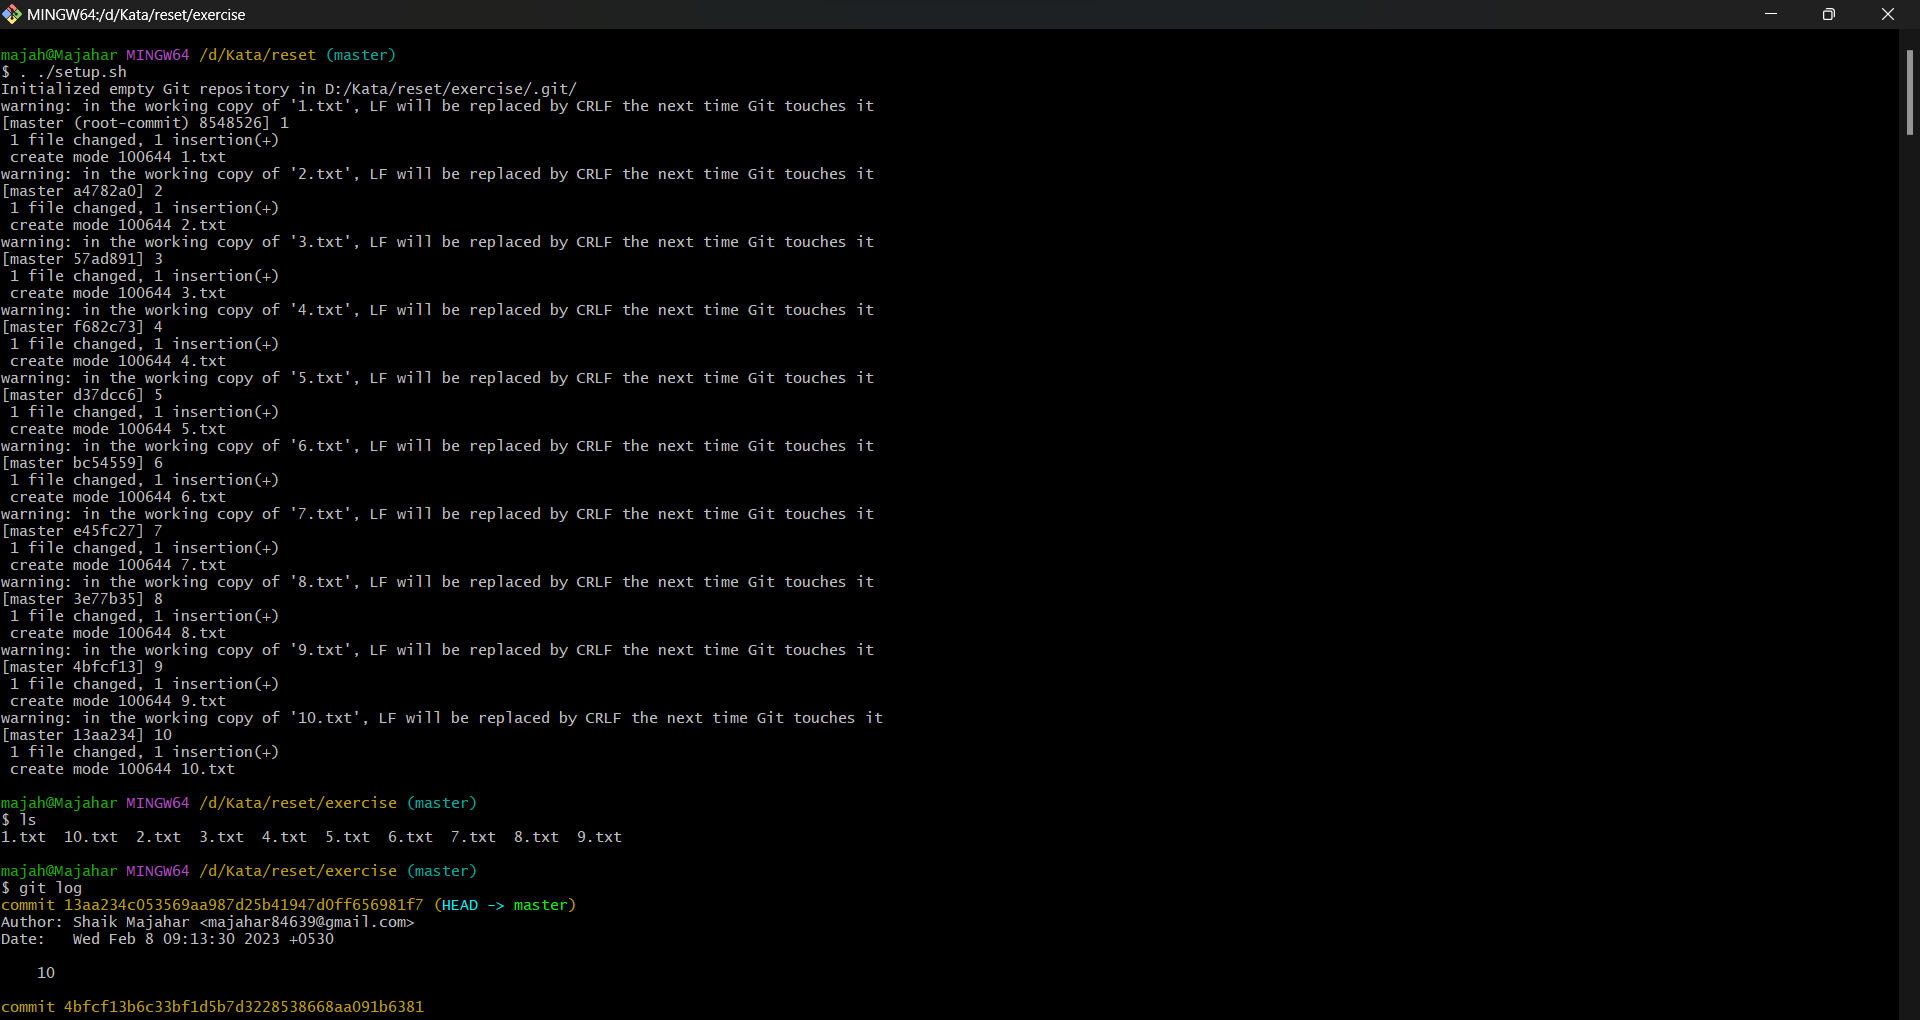 MINGW64:/d/Kata/reset/exercise
majah@Majahar MINGW64 /d/Kata/reset (master)
$ . ./setup.sh
Initialized empty Git repository in D:/Kata/reset/exercise/.git/
warning: in the working copy of '1.txt', LF will be replaced by CRLF the next time Git touches it
[master (root-commit) 8548526] 1
 1 file changed, 1 insertion(+)
 create mode 100644 1.txt
warning: in the working copy of '2.txt', LF will be replaced by CRLF the next time Git touches it
[master a4782a0] 2
 1 file changed, 1 insertion(+)
 create mode 100644 2.txt
warning: in the working copy of '3.txt', LF will be replaced by CRLF the next time Git touches it
[master 57ad891] 3
 1 file changed, 1 insertion(+)
 create mode 100644 3.txt
warning: in the working copy of '4.txt', LF will be replaced by CRLF the next time Git touches it
[master f682c73] 4
 1 file changed, 1 insertion(+)
 create mode 100644 4.txt
warning: in the working copy of '5.txt', LF will be replaced by CRLF the next time Git touches it
[master d37dcc6] 5
 1 file changed, 1 insertion(+)
 create mode 100644 5.txt
warning: in the working copy of '6.txt', LF will be replaced by CRLF the next time Git touches it
[master bc54559] 6
 1 file changed, 1 insertion(+)
 create mode 100644 6.txt
warning: in the working copy of '7.txt', LF will be replaced by CRLF the next time Git touches it
[master e45fc27] 7
 1 file changed, 1 insertion(+)
 create mode 100644 7.txt
warning: in the working copy of '8.txt', LF will be replaced by CRLF the next time Git touches it
[master 3e77b35] 8
 1 file changed, 1 insertion(+)
 create mode 100644 8.txt
warning: in the working copy of '9.txt', LF will be replaced by CRLF the next time Git touches it
[master 4bfcf13] 9
 1 file changed, 1 insertion(+)
 create mode 100644 9.txt
warning: in the working copy of '10.txt', LF will be replaced by CRLF the next time Git touches it
[master 13aa234] 10
 1 file changed, 1 insertion(+)
 create mode 100644 10.txt
majah@Majahar MINGW64 /d/Kata/reset/exercise (master)
$ ls
1.txt  10.txt  2.txt  3.txt  4.txt  5.txt  6.txt  7.txt  8.txt  9.txt
majah@Majahar MINGW64 /d/Kata/reset/exercise (master)
$ git log
commit 13aa234c053569aa987d25b41947d0ff656981f7 (HEAD -> master)
Author: Shaik Majahar <majahar84639@gmail.com>
Date:   Wed Feb 8 09:13:30 2023 +0530
    10
commit 4bfcf13b6c33bf1d5b7d3228538668aa091b6381